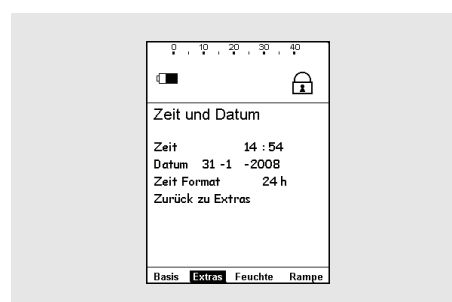 0 10 20 30 40
Zeit und Datum
Zeit 14 : 54
Datum 31 -1 -2008
Zeit Format 24 h
Zurück zu Extras
Basis Extras Feuchte Rampe